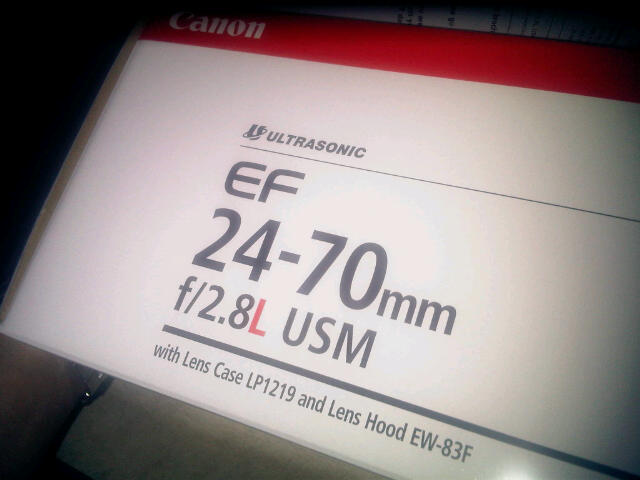 Canon
ULTRASONIC
EF
24-70mm
f/2.8L USM
with Lens Case LP1219 and Lens Hood EW-83F